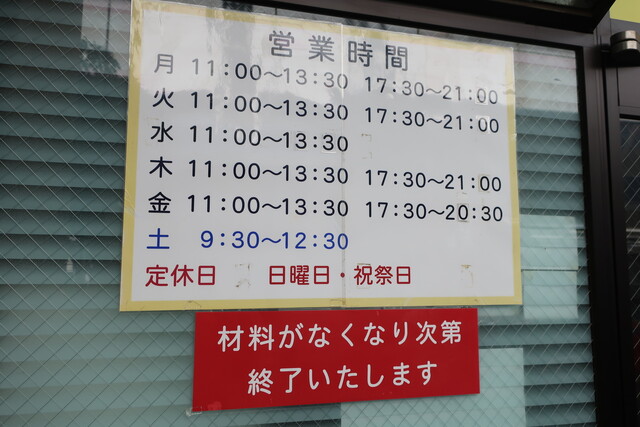 営業時間
月 11:00～13:30 17:30～21:00
火 11:00～13:30 17:30～21:00
水 11:00～13:30
木 11:00～13:30 17:30～21:00
金 11:00～13:30 17:30～20:30
土 9:30～12:30
定休日 日曜日・祝祭日
材料がなくなり次第
終了いたします